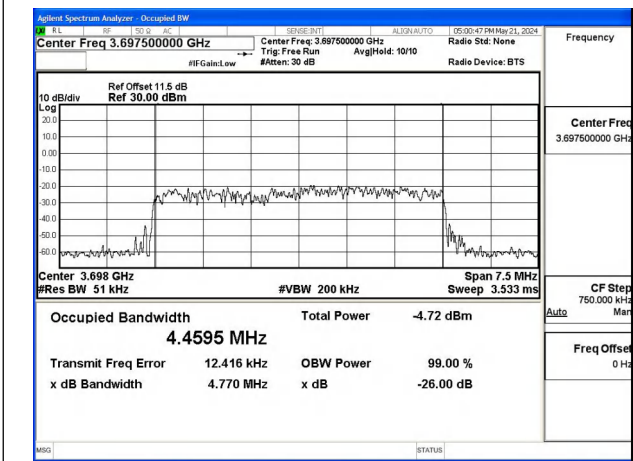 Agilent Spectrum Analyzer - Occupied BW
RL RF 50 Ω AC SENSE:INT ALIGN AUTO 05:00:47 PM May 21, 2024
Center Freq 3.697500000 GHz
Center Freq: 3.697500000 GHz
Radio Std: None
Trig: Free Run Avg|Hold: 10/10
#IFGain:Low #Atten: 30 dB Radio Device: BTS
Frequency
Ref Offset 11.5 dB
10 dB/div Ref 30.00 dBm
Log
20.0
10.0
0.00
-10.0
-20.0
-30.0
-40.0
-50.0
-60.0
Center 3.698 GHz Span 7.5 MHz
#Res BW 51 kHz #VBW 200 kHz Sweep 3.533 ms
Occupied Bandwidth Total Power -4.72 dBm
4.4595 MHz
Transmit Freq Error 12.416 kHz OBW Power 99.00 %
x dB Bandwidth 4.770 MHz x dB -26.00 dB
Center Freq
3.697500000 GHz
CF Step
750.000 kHz
Auto Man
Freq Offset
0 Hz
MSG STATUS